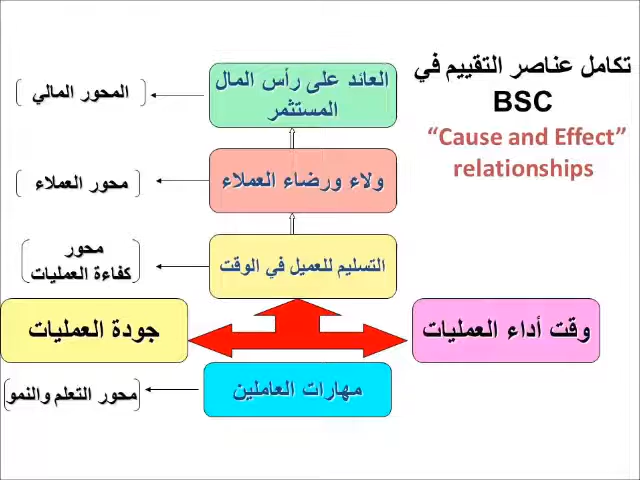 تكامل عناصر التقييم في
BSC
“Cause and Effect”
relationships
العائد على رأس المال
المستثمر
المحور المالي
ولاء ورضاء العملاء
محور العملاء
التسليم للعميل في الوقت
محور
كفاءة العمليات
وقت أداء العمليات
جودة العمليات
مهارات العاملين
محور التعلم والنمو